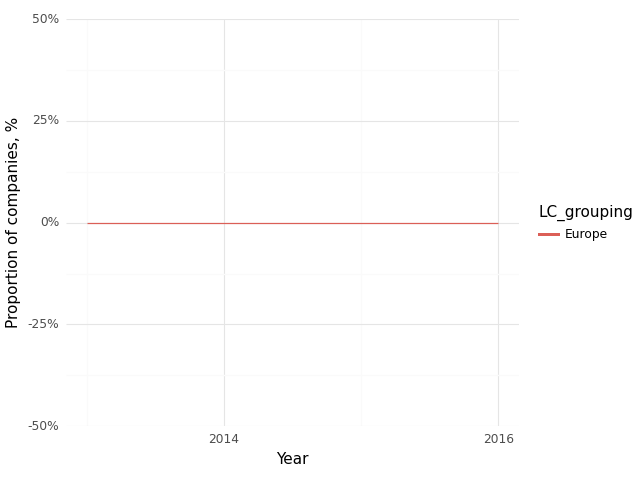 50%
25%
0%
-25%
-50%
Proportion of companies, %
2014
2016
Year
LC_grouping
Europe